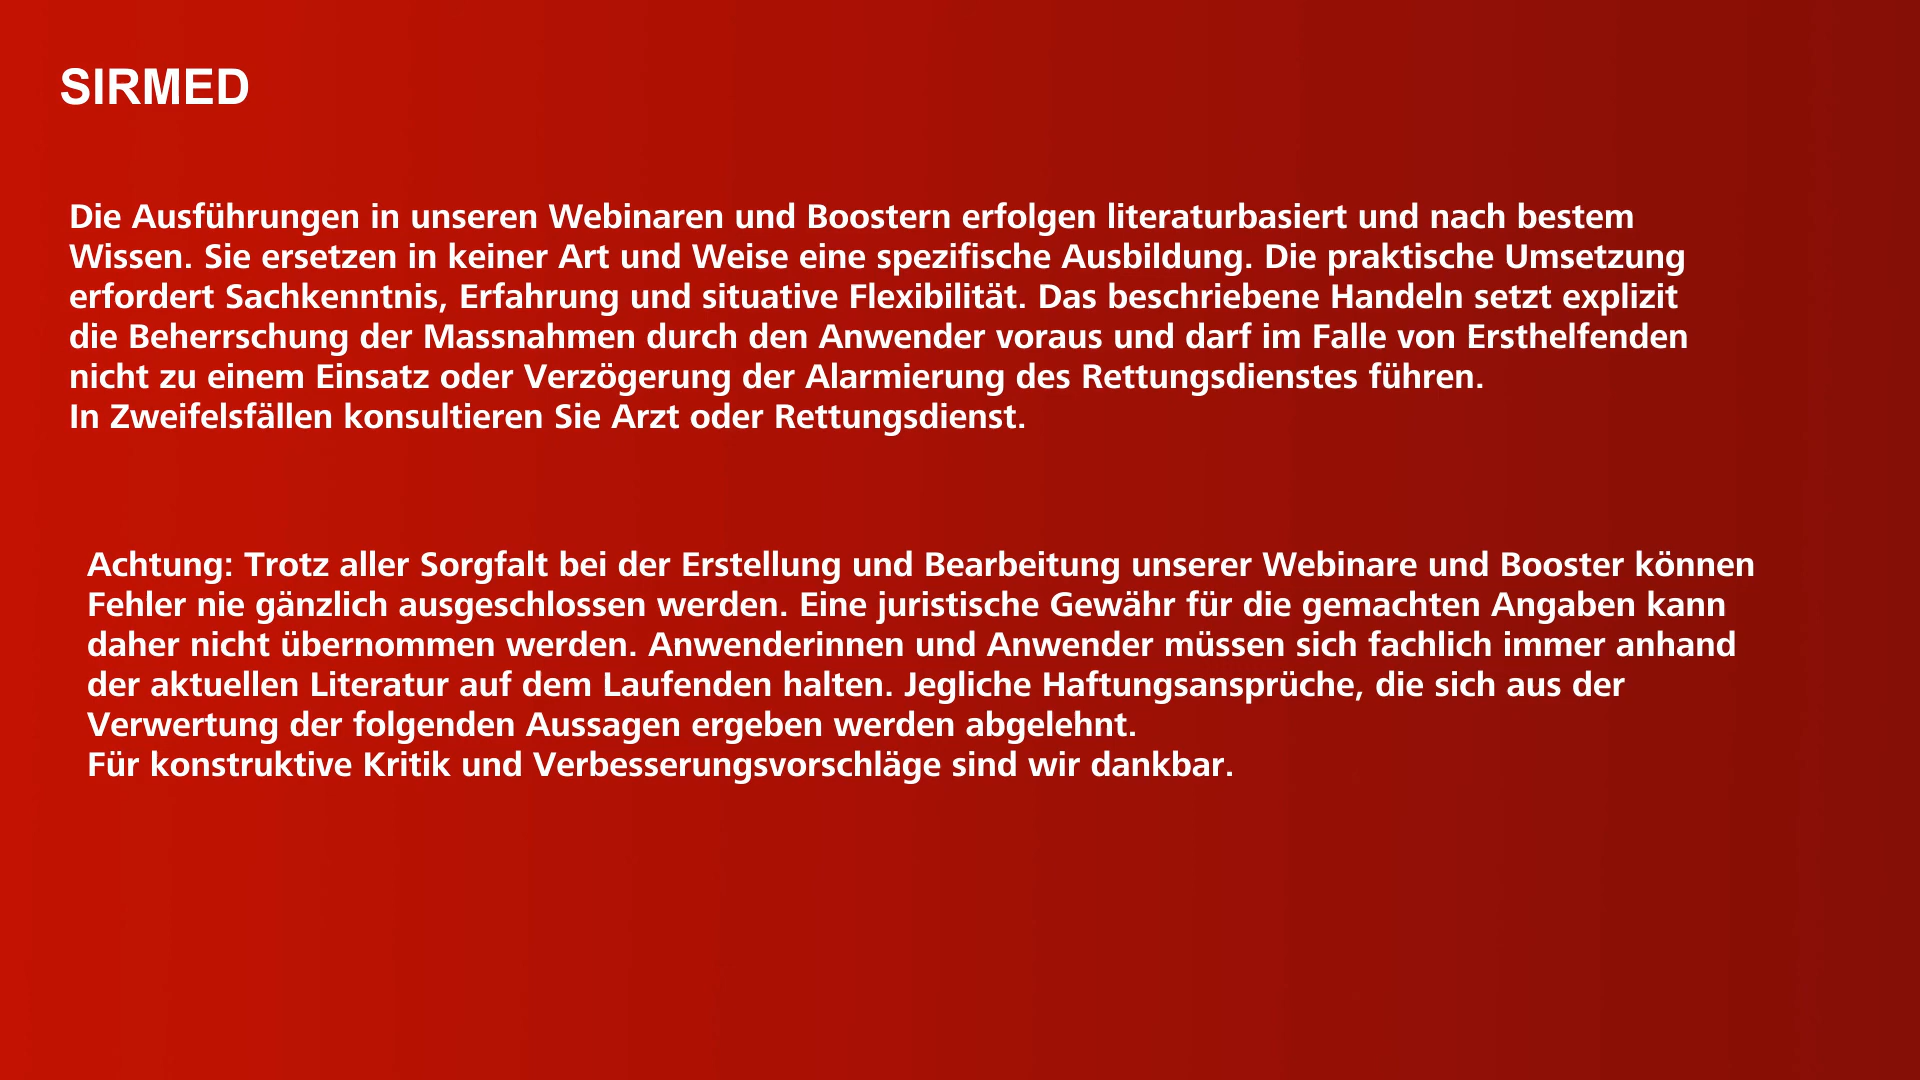 SIRMED
Die Ausführungen in unseren Webinaren und Boostern erfolgen literaturbasiert und nach bestem
Wissen. Sie ersetzen in keiner Art und Weise eine spezifische Ausbildung. Die praktische Umsetzung
erfordert Sachkenntnis, Erfahrung und situative Flexibilität. Das beschriebene Handeln setzt explizit
die Beherrschung der Massnahmen durch den Anwender voraus und darf im Falle von Ersthelfenden
nicht zu einem Einsatz oder Verzögerung der Alarmierung des Rettungsdienstes führen.
In Zweifelsfällen konsultieren Sie Arzt oder Rettungsdienst.
Achtung: Trotz aller Sorgfalt bei der Erstellung und Bearbeitung unserer Webinare und Booster können
Fehler nie gänzlich ausgeschlossen werden. Eine juristische Gewähr für die gemachten Angaben kann
daher nicht übernommen werden. Anwenderinnen und Anwender müssen sich fachlich immer anhand
der aktuellen Literatur auf dem Laufenden halten. Jegliche Haftungsansprüche, die sich aus der
Verwertung der folgenden Aussagen ergeben werden abgelehnt.
Für konstruktive Kritik und Verbesserungsvorschläge sind wir dankbar.